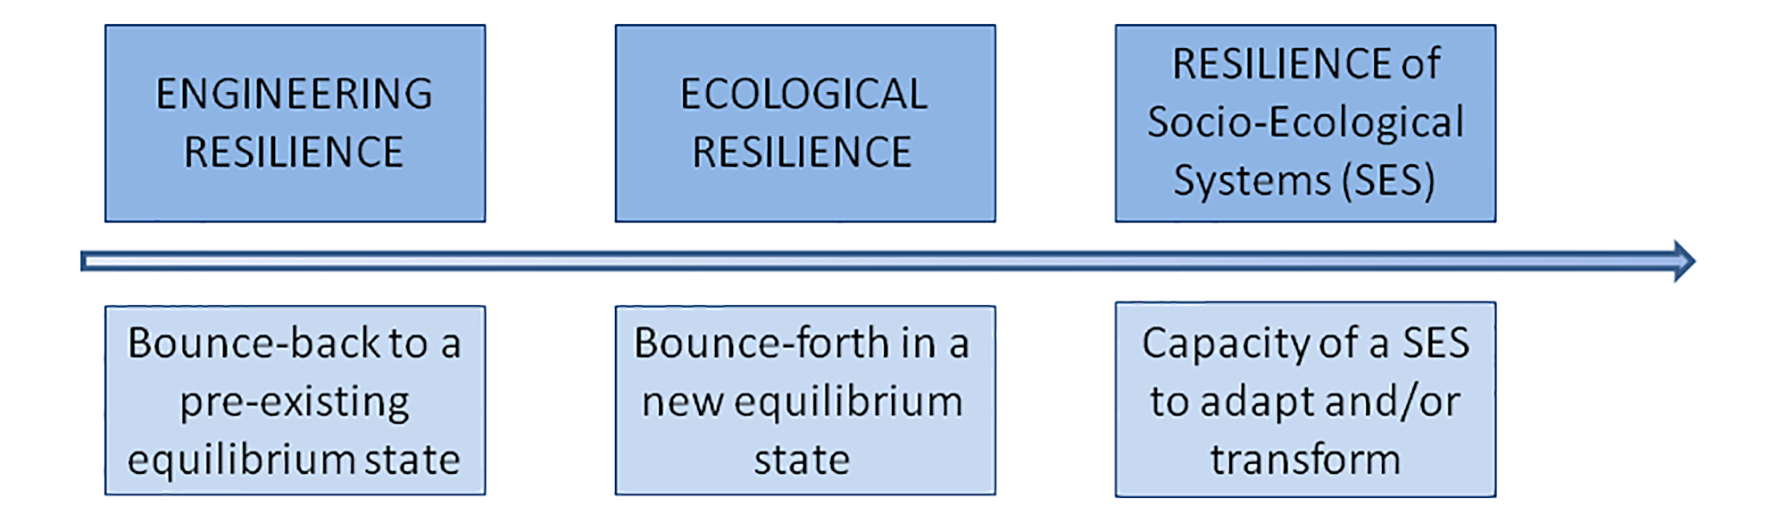 ENGINEERING
RESILIENCE
ECOLOGICAL
RESILIENCE
RESILIENCE of
Socio-Ecological
Systems (SES)
Bounce-back to a
pre-existing
equilibrium state
Bounce-forth in a
new equilibrium
state
Capacity of a SES
to adapt and/or
transform